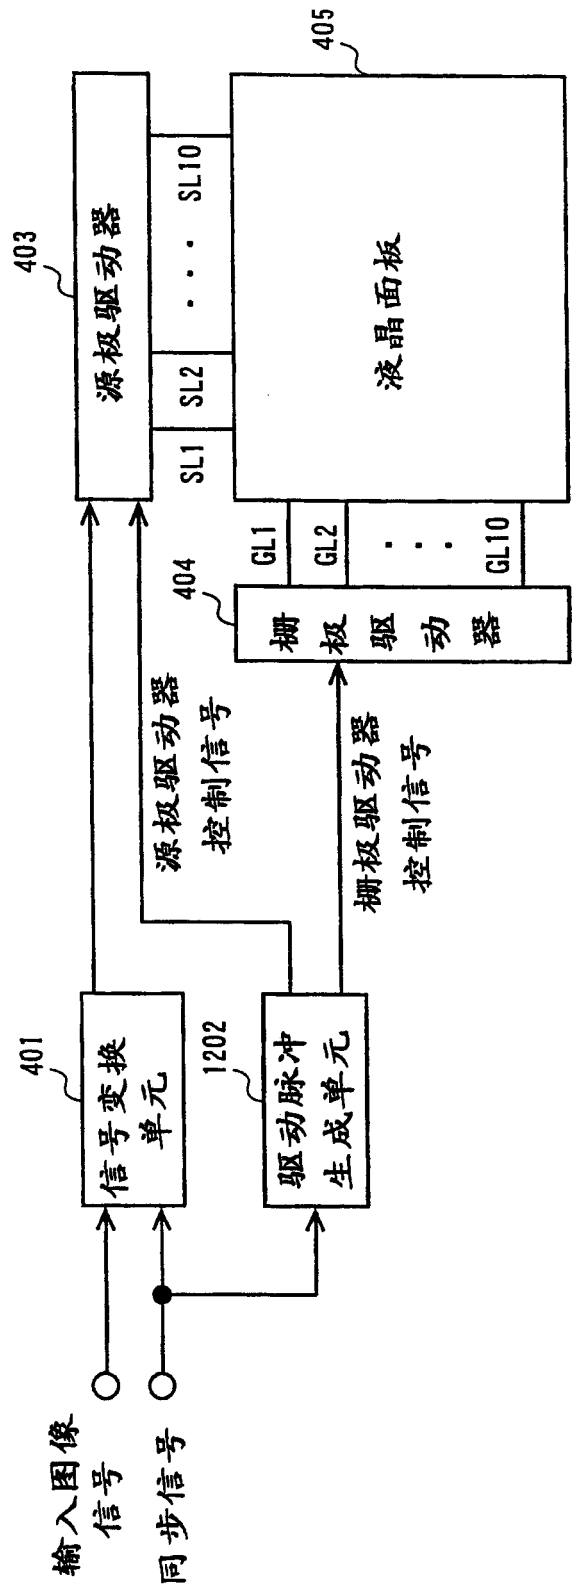 输入图像
信号
同步信号
401
信号变换
单元
1202
驱动脉冲
生成单元
源极驱动器
控制信号
栅极驱动器
控制信号
403
源极驱动器
404
栅极驱动器
SL1
SL2
· · ·
SL10
GL1
GL2
· · ·
GL10
405
液晶面板